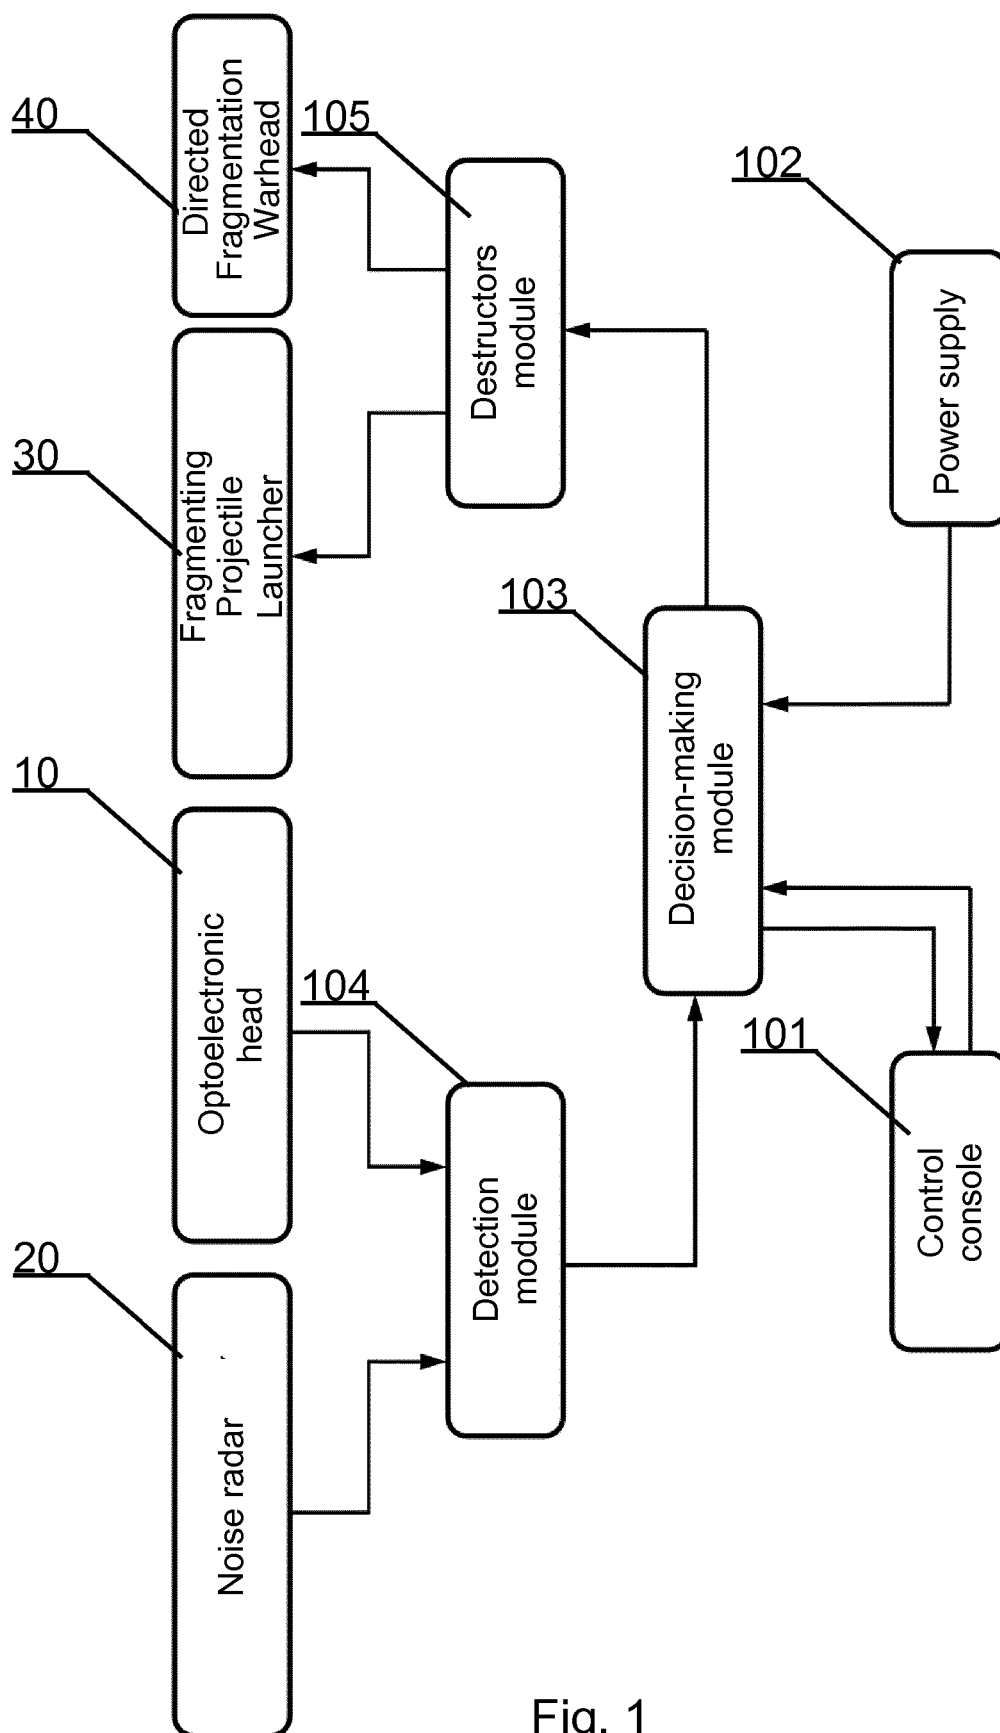 40
Directed
Fragmentation
Warhead
105
Destructors
module
102
Power supply
30
Fragmenting
Projectile
Launcher
103
Decision-making
module
10
Optoelectronic
head
104
Detection
module
101
Control
console
20
Noise radar
Fig. 1